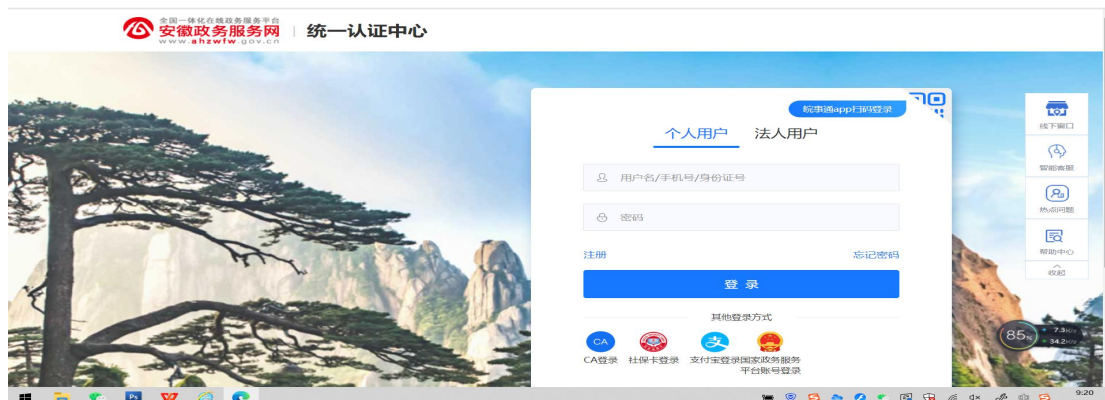 全国一体化在线政务服务平台
安徽政务服务网
www.ahzwfw.gov.cn
统一认证中心
皖事通app扫码登录
个人用户 法人用户
用户名/手机号/身份证号
密码
注册 忘记密码
登 录
其他登录方式
CA
CA登录 社保卡登录 支付宝登录 国家政务服务
平台账号登录
线下窗口
智能客服
热点问题
帮助中心
收起
85%
7.3K/s
34.2K/s
Ps
9:20